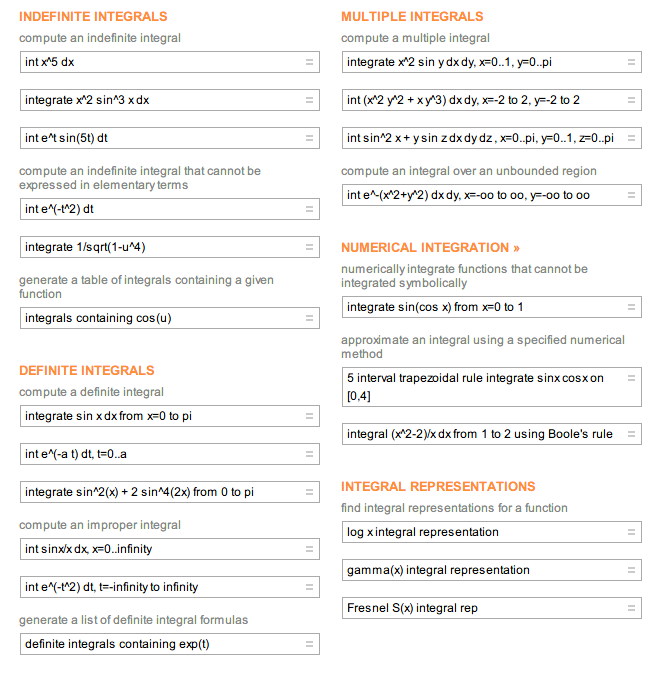 INDEFINITE INTEGRALS
compute an indefinite integral
int x^5 dx
integrate x^2 sin^3 x dx
int e^t sin(5t) dt
compute an indefinite integral that cannot be
expressed in elementary terms
int e^(-t^2) dt
integrate 1/sqrt(1-u^4)
generate a table of integrals containing a given
function
integrals containing cos(u)
DEFINITE INTEGRALS
compute a definite integral
integrate sin x dx from x=0 to pi
int e^(-a t) dt, t=0..a
integrate sin^2(x) + 2 sin^4(2x) from 0 to pi
compute an improper integral
int sinx/x dx, x=0..infinity
int e^(-t^2) dt, t=-infinity to infinity
generate a list of definite integral formulas
definite integrals containing exp(t)
MULTIPLE INTEGRALS
compute a multiple integral
integrate x^2 sin y dx dy, x=0..1, y=0..pi
int (x^2 y^2 + x y^3) dx dy, x=-2 to 2, y=-2 to 2
int sin^2 x + y sin z dx dy dz , x=0..pi, y=0..1, z=0..pi
compute an integral over an unbounded region
int e^-(x^2+y^2) dx dy, x=-oo to oo, y=-oo to oo
NUMERICAL INTEGRATION »
numerically integrate functions that cannot be
integrated symbolically
integrate sin(cos x) from x=0 to 1
approximate an integral using a specified numerical
method
5 interval trapezoidal rule integrate sinx cosx on
[0,4]
integral (x^2-2)/x dx from 1 to 2 using Boole's rule
INTEGRAL REPRESENTATIONS
find integral representations for a function
log x integral representation
gamma(x) integral representation
Fresnel S(x) integral rep